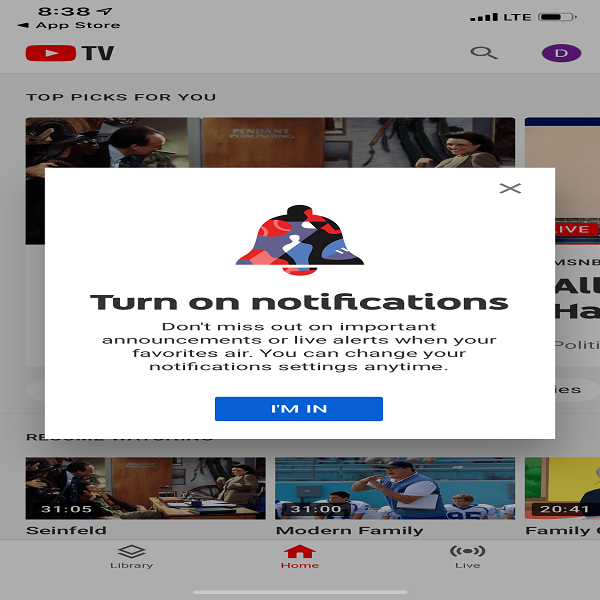 8:38
App Store
LTE
TV
D
TOP PICKS FOR YOU
PENDANT
PUBLISHING
LIVE
MSNB
All
Ha
Politi
Turn on notifications
Don't miss out on important
announcements or live alerts when your
favorites air. You can change your
notifications settings anytime.
I'M IN
ies
RESUME WATCHING
31:05
31:00
20:41
Seinfeld
Modern Family
Family
Library
Home
Live